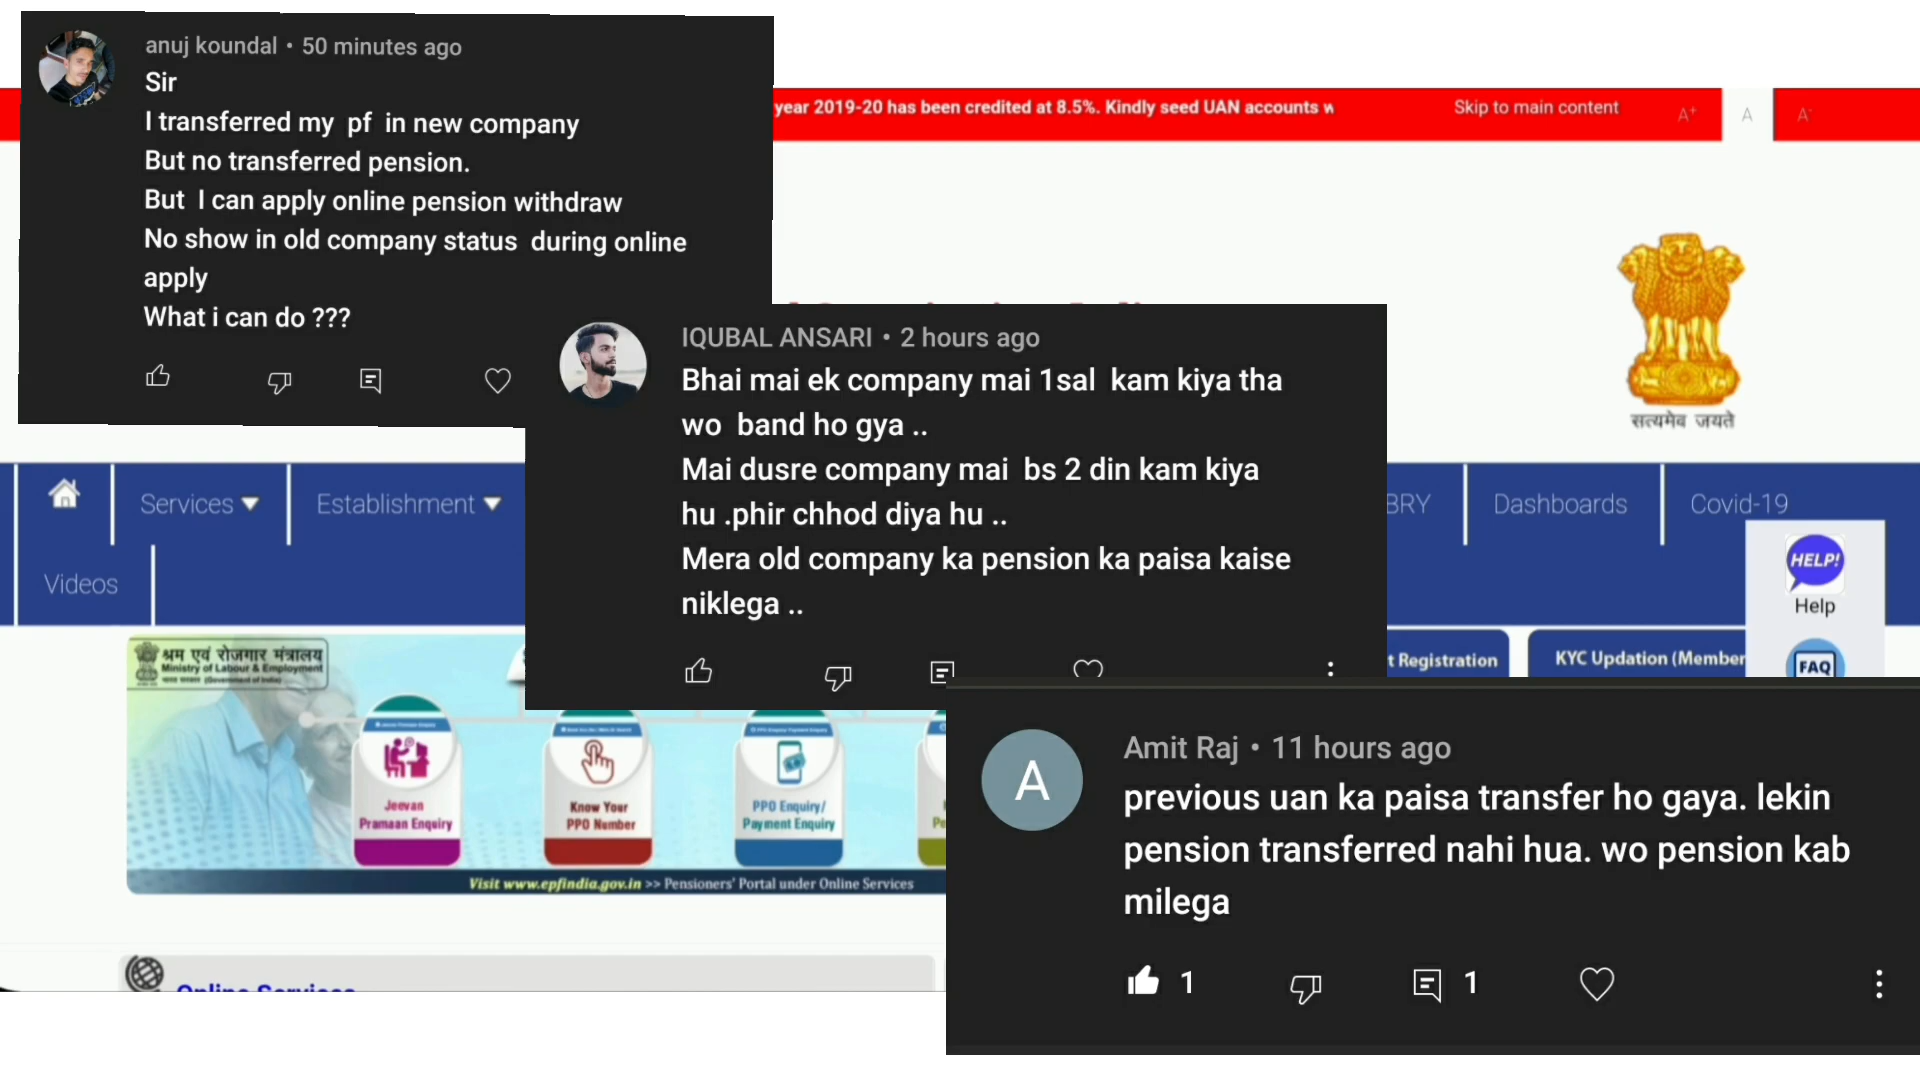 anuj koundal • 50 minutes ago
Sir
I transferred my pf in new company
But no transferred pension.
But I can apply online pension withdraw
No show in old company status during online
apply
What i can do ???
year 2019-20 has been credited at 8.5%. Kindly seed UAN accounts w
Skip to main content
A+ A A-
सत्यमेव जयते
IQUBAL ANSARI • 2 hours ago
Bhai mai ek company mai 1sal kam kiya tha
wo band ho gya ..
Mai dusre company mai bs 2 din kam kiya
hu .phir chhod diya hu ..
Mera old company ka pension ka paisa kaise
niklega ..
Services Establishment BRY Dashboards Covid-19
Videos
HELP!
Help
FAQ
t Registration
KYC Updation (Member
श्रम एवं रोजगार मंत्रालय
Ministry of Labour & Employment
Jeevan
Pramaan Enquiry
Know Your
PPO Number
PPO Enquiry/
Payment Enquiry
Visit www.epfindia.gov.in >> Pensioners' Portal under Online Services
Online Services
Amit Raj • 11 hours ago
A
previous uan ka paisa transfer ho gaya. lekin
pension transferred nahi hua. wo pension kab
milega
1 1